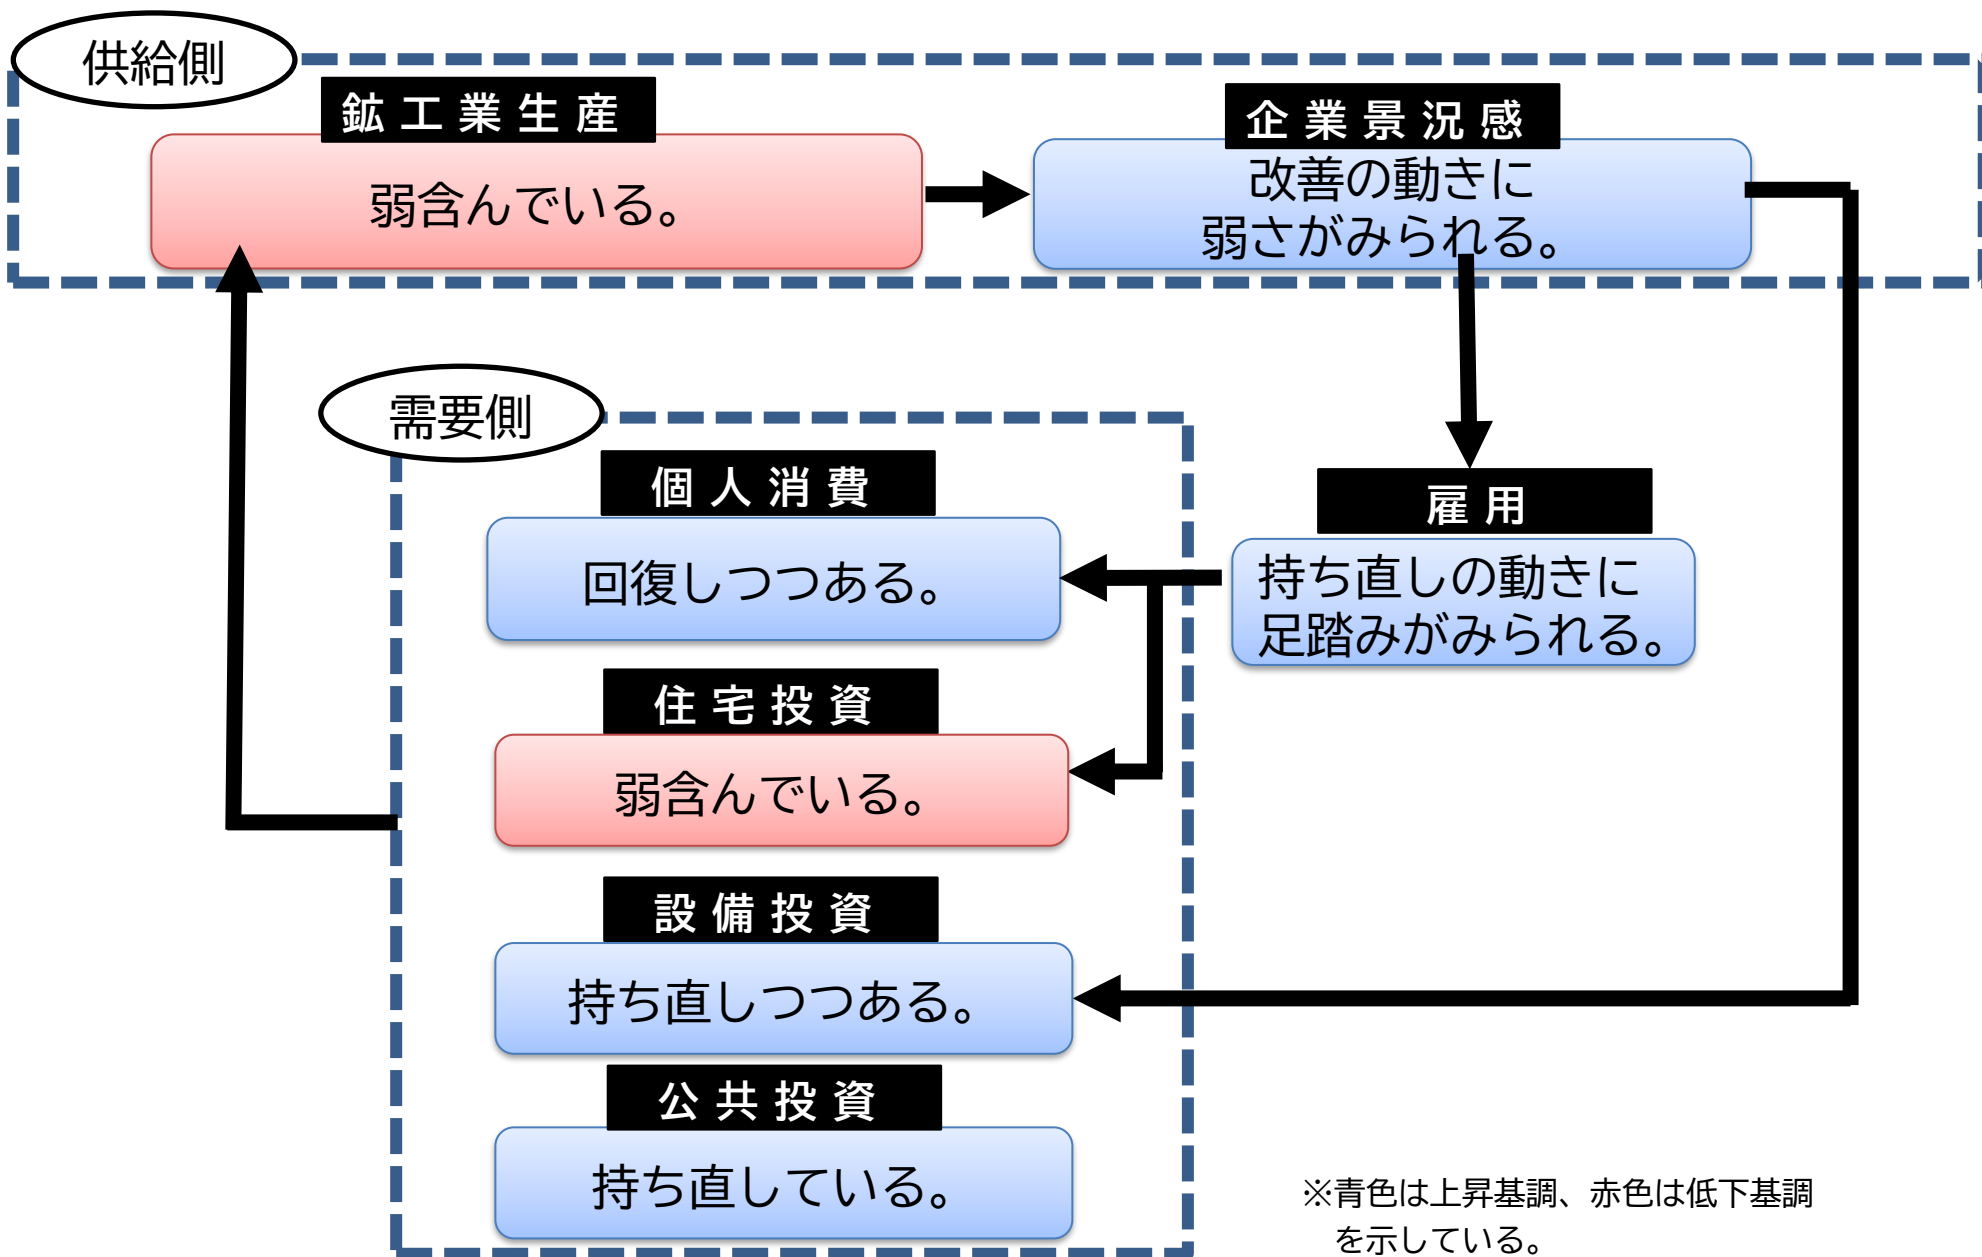 供給側
鉱工業生産
弱含んでいる。
企業景況感
改善の動きに
弱さがみられる。
需要側
個人消費
回復しつつある。
雇用
持ち直しの動きに
足踏みがみられる。
住宅投資
弱含んでいる。
設備投資
持ち直しつつある。
公共投資
持ち直している。
※青色は上昇基調、赤色は低下基調
を示している。